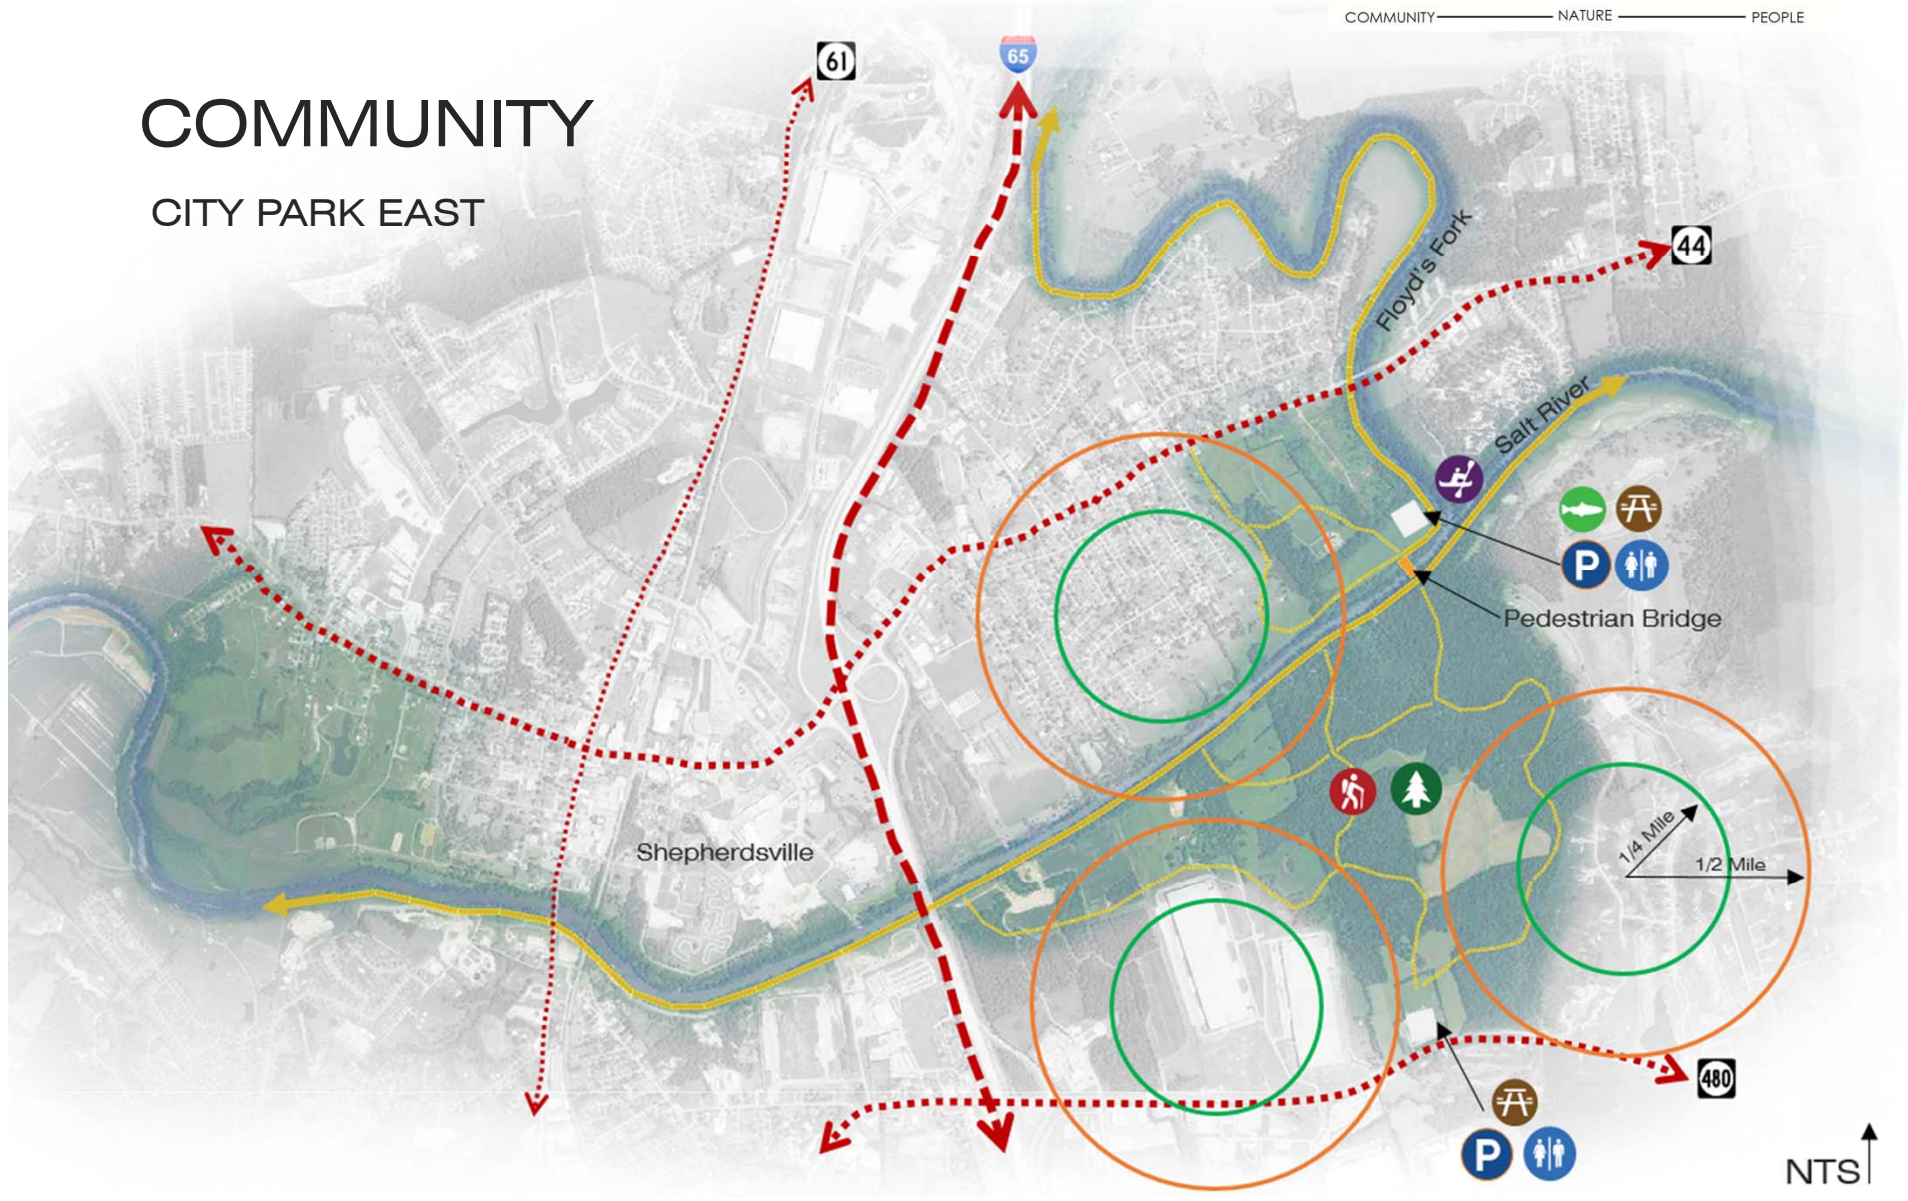 COMMUNITY NATURE PEOPLE
61
65
COMMUNITY
CITY PARK EAST
Floyd's Fork
44
Salt River
P
Pedestrian Bridge
Shepherdsville
1/4 Mile
1/2 Mile
480
P
NTS